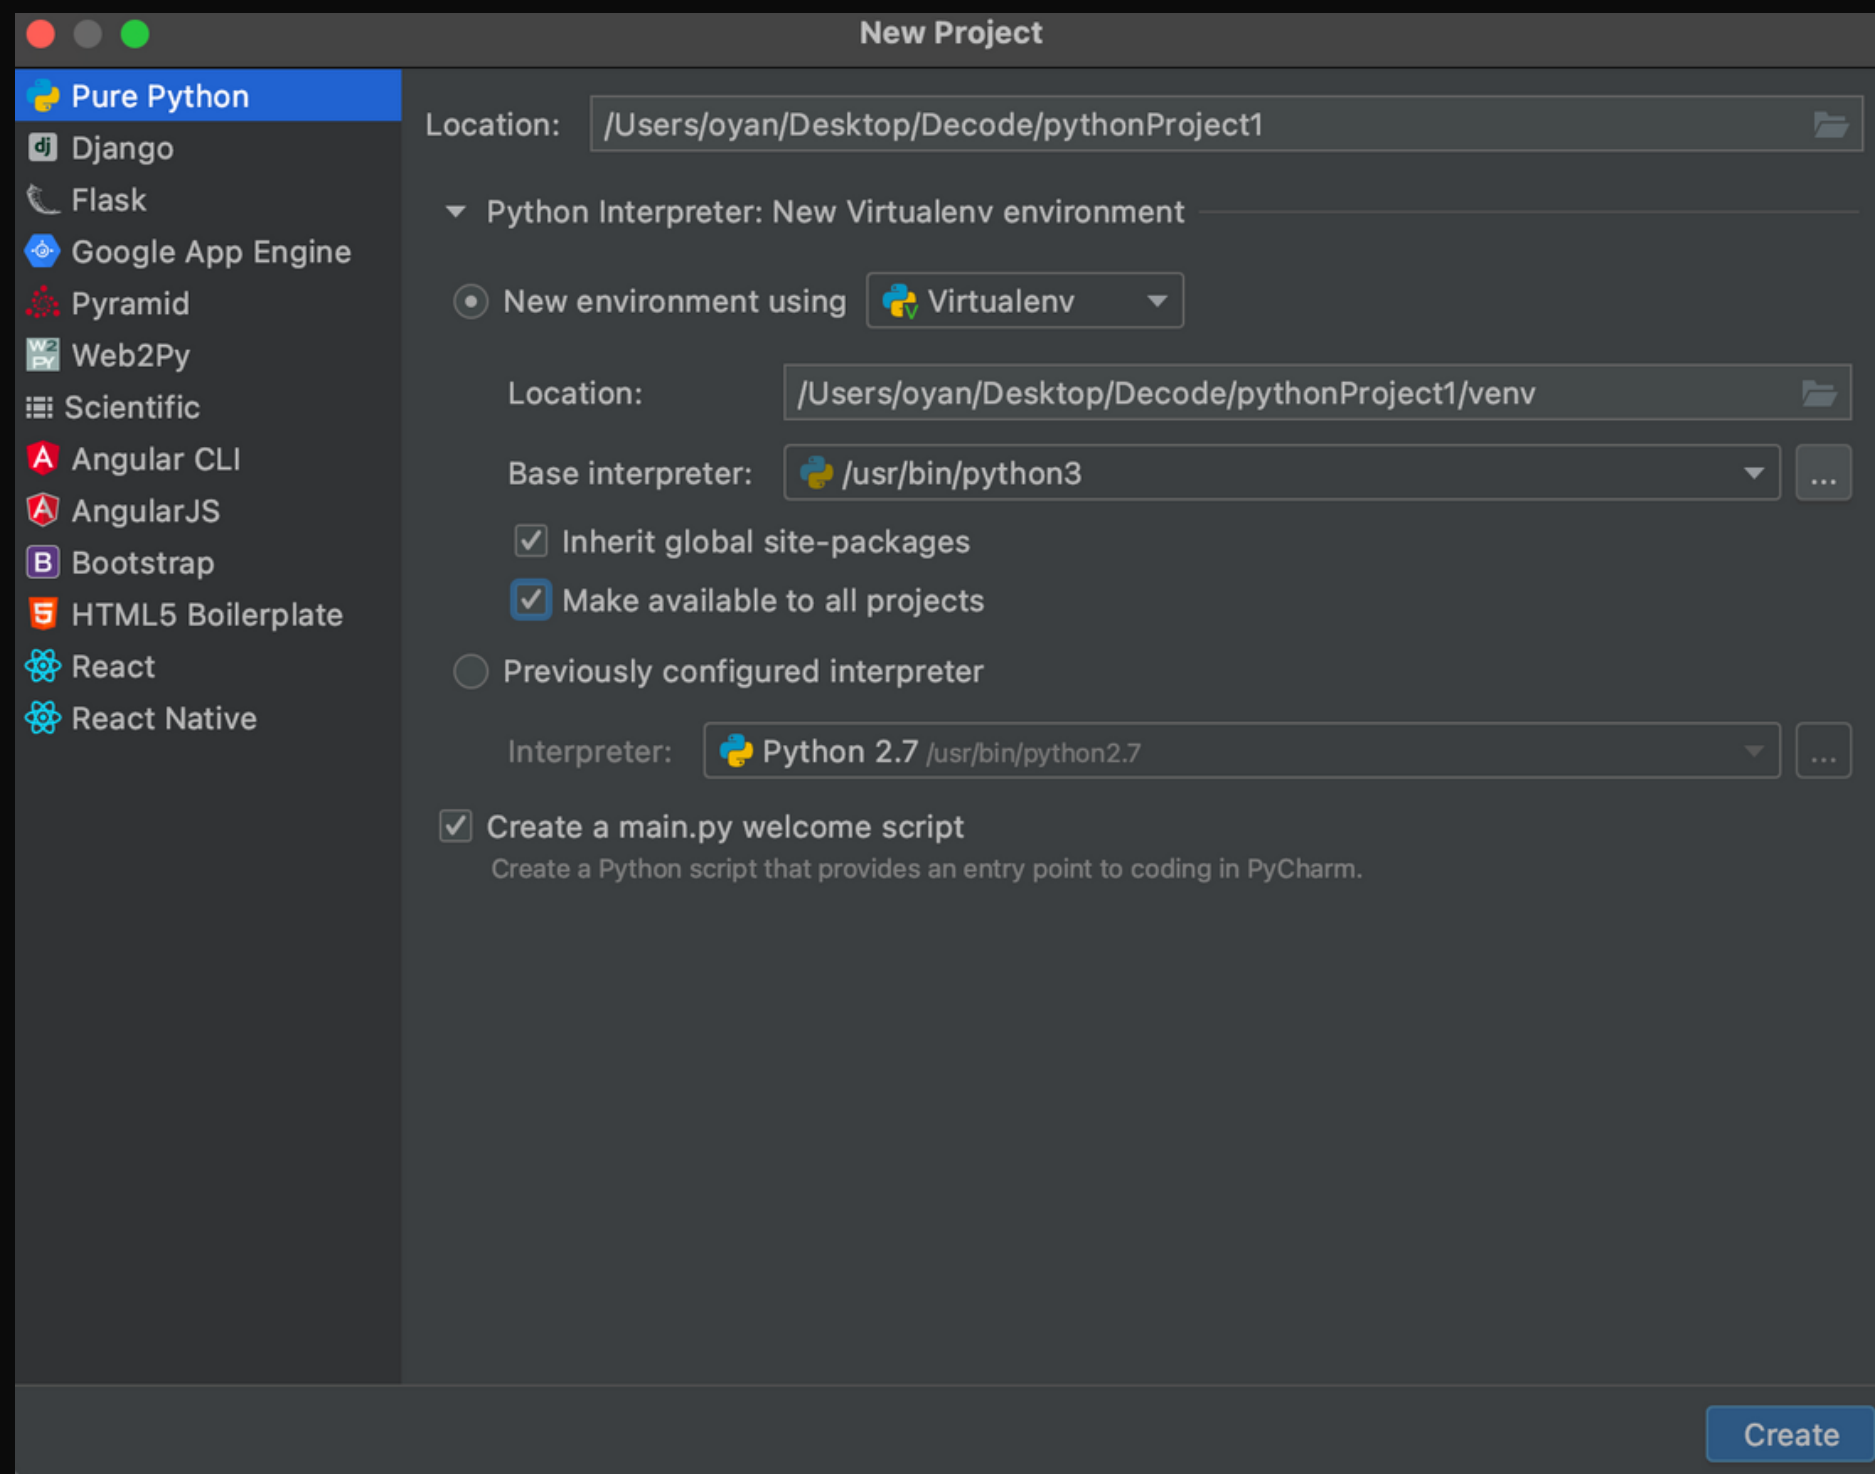 New Project
Pure Python
Django
Flask
Google App Engine
Pyramid
Web2Py
Scientific
Angular CLI
AngularJS
Bootstrap
HTML5 Boilerplate
React
React Native
Location: /Users/oyan/Desktop/Decode/pythonProject1
Python Interpreter: New Virtualenv environment
New environment using Virtualenv
Location: /Users/oyan/Desktop/Decode/pythonProject1/venv
Base interpreter: /usr/bin/python3 ...
Inherit global site-packages
Make available to all projects
Previously configured interpreter
Interpreter: Python 2.7 /usr/bin/python2.7 ...
Create a main.py welcome script
Create a Python script that provides an entry point to coding in PyCharm.
Create